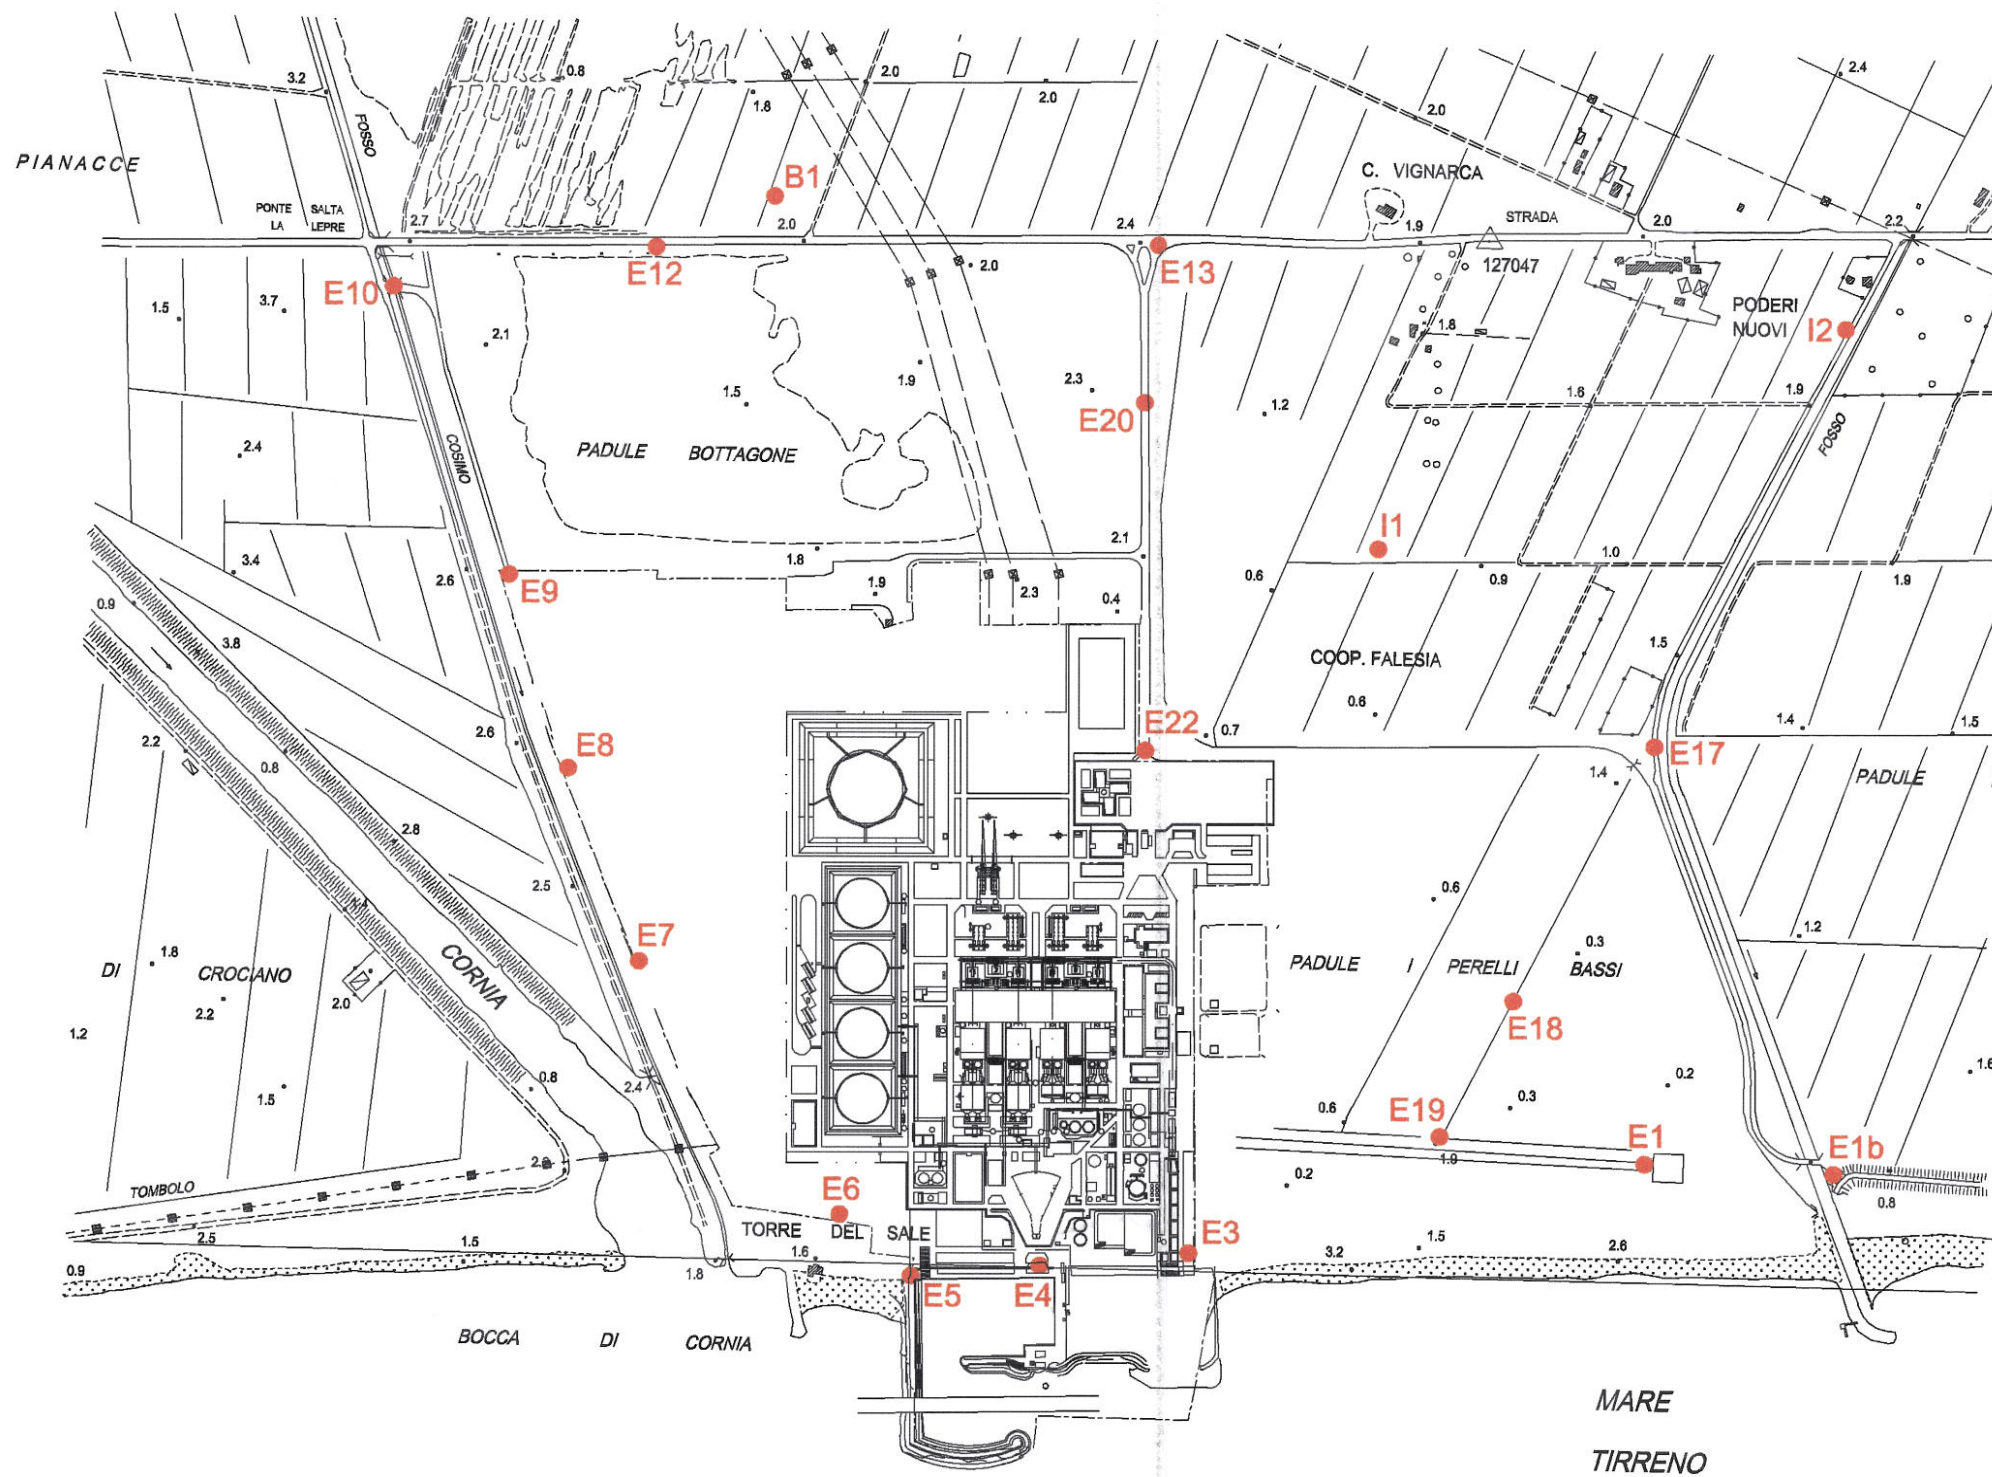 2.4
3.2
0.8
2.0
1.8
2.0
2.0
FOSSO
PIANACCE
C. VIGNARCA
B1
PONTE SALTA
LA LEPRE
2.7
2.0
2.4
1.9
STRADA
2.0
2.2
E12
E13
127047
2.0
E10
1.5
3.7
PODERI
NUOVI
I2
1.8
2.1
1.9
2.3
1.5
E20
1.2
1.6
1.9
FOSSO
2.4
COSIMO
PADULE BOTTAGONE
I1
2.1
1.8
1.0
3.4
2.6
E9
1.9
2.3
0.4
0.6
0.9
1.9
0.9
3.8
1.5
COOP. FALESIA
0.6
2.2
2.6
E8
E22
0.7
1.4
1.5
E17
0.8
1.4
PADULE
2.8
2.5
0.6
1.2
E7
0.3
DI CROCIANO
1.8
CORNIA
PADULE I PERELLI BASSI
2.0
2.2
E18
1.2
0.8
2.4
1.5
0.2
1.6
0.6
0.3
E19
E1
E1b
1.9
TOMBOLO
0.2
0.8
E6
TORRE DEL SALE
2.5
1.5
1.6
E3
3.2
1.5
2.6
0.9
1.8
E5
E4
BOCCA DI CORNIA
MARE
TIRRENO